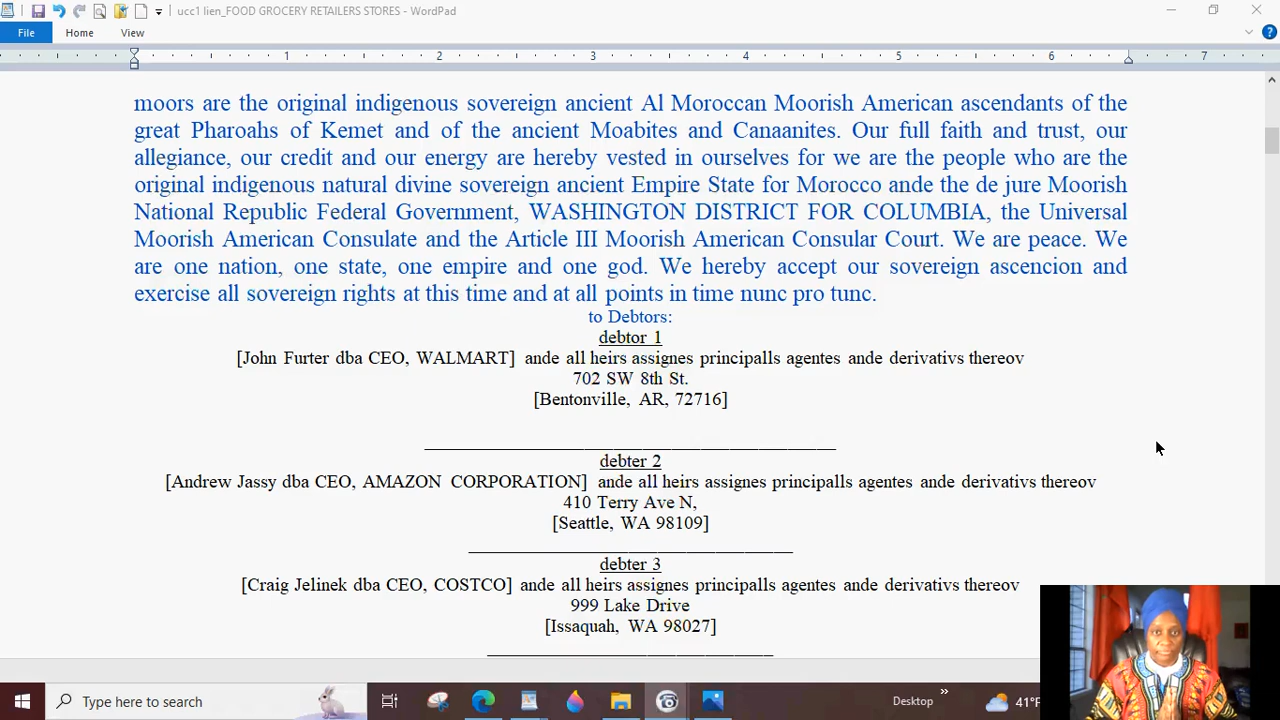 ucc1 lien_FOOD GROCERY RETAILERS STORES - WordPad
File
Home
View
1 2 3 4 5 6 7
moors are the original indigenous sovereign ancient Al Moroccan Moorish American ascendants of the
great Pharoahs of Kemet and of the ancient Moabites and Canaanites. Our full faith and trust, our
allegiance, our credit and our energy are hereby vested in ourselves for we are the people who are the
original indigenous natural divine sovereign ancient Empire State for Morocco ande the de jure Moorish
National Republic Federal Government, WASHINGTON DISTRICT FOR COLUMBIA, the Universal
Moorish American Consulate and the Article III Moorish American Consular Court. We are peace. We
are one nation, one state, one empire and one god. We hereby accept our sovereign ascencion and
exercise all sovereign rights at this time and at all points in time nunc pro tunc.
to Debtors:
debtor 1
[John Furter dba CEO, WALMART] ande all heirs assignes principalls agentes ande derivativs thereov
702 SW 8th St.
[Bentonville, AR, 72716]
debter 2
[Andrew Jassy dba CEO, AMAZON CORPORATION] ande all heirs assignes principalls agentes ande derivativs thereov
410 Terry Ave N,
[Seattle, WA 98109]
debter 3
[Craig Jelinek dba CEO, COSTCO] ande all heirs assignes principalls agentes ande derivativs thereov
999 Lake Drive
[Issaquah, WA 98027]
Type here to search
Desktop
41°F